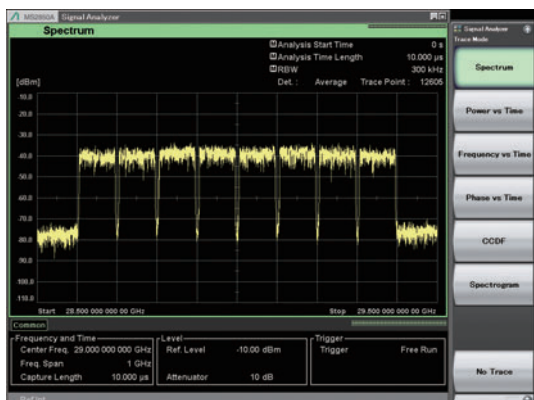 MS2850A Signal Analyzer
Spectrum
Analysis Start Time 0 s
Analysis Time Length 10.000 µs
RBW 300 kHz
[dBm]
Det. : Average Trace Point : 12605
-10.0
-20.0
-30.0
-40.0
-50.0
-60.0
-70.0
-80.0
-90.0
-100.0
-110.0
Start 28.500 000 000 00 GHz
Stop 29.500 000 000 00 GHz
Common
Frequency and Time
Center Freq. 29.000 000 000 GHz
Freq. Span 1 GHz
Capture Length 10.000 µs
Level
Ref. Level -10.00 dBm
Attenuator 10 dB
Trigger
Trigger Free Run
Signal Analyzer
Trace Mode
Spectrum
Power vs Time
Frequency vs Time
Phase vs Time
CCDF
Spectrogram
No Trace